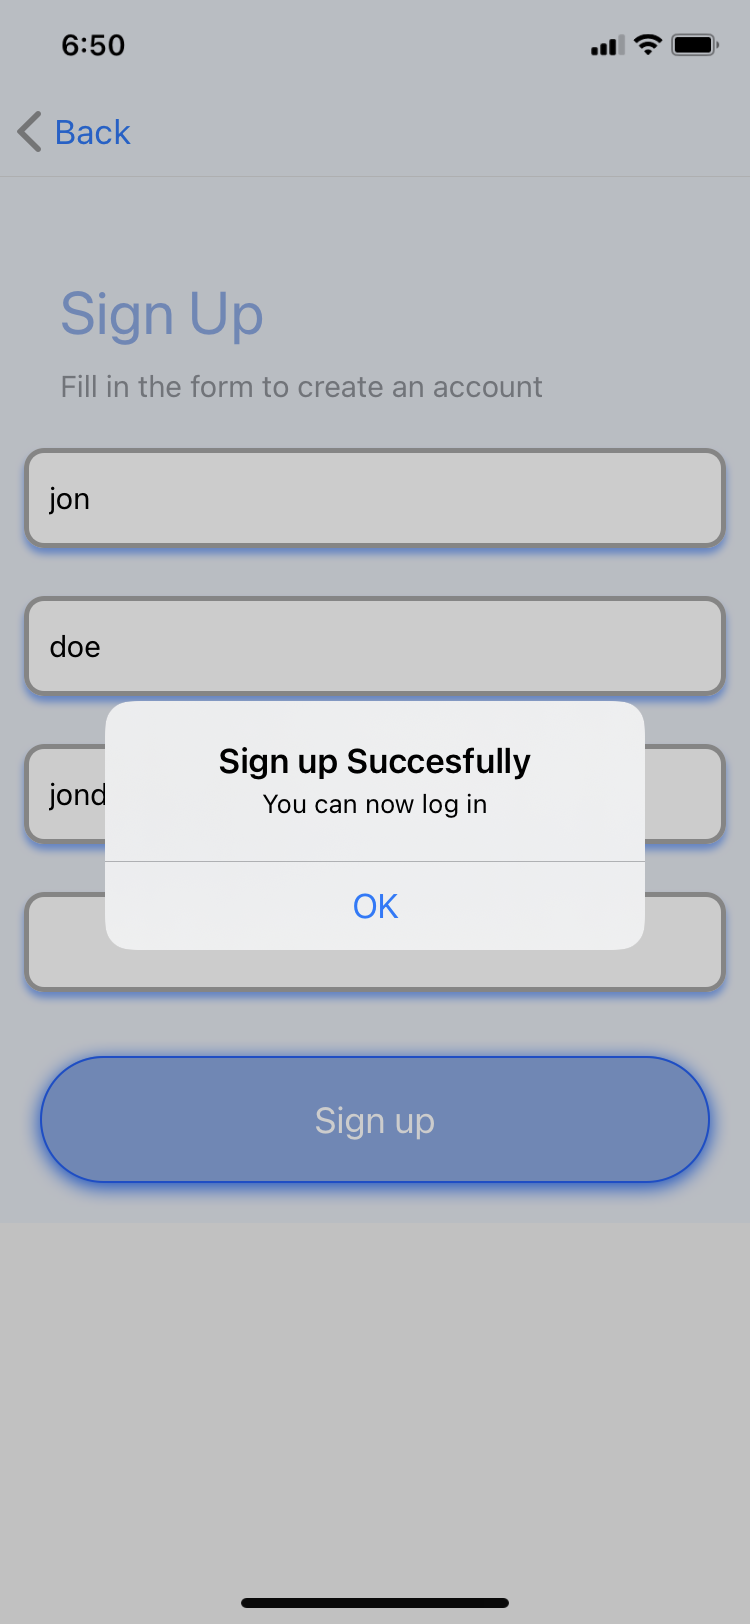 6:50
Back
Sign Up
Fill in the form to create an account
jon
doe
jond
Sign up Succesfully
You can now log in
OK
Sign up